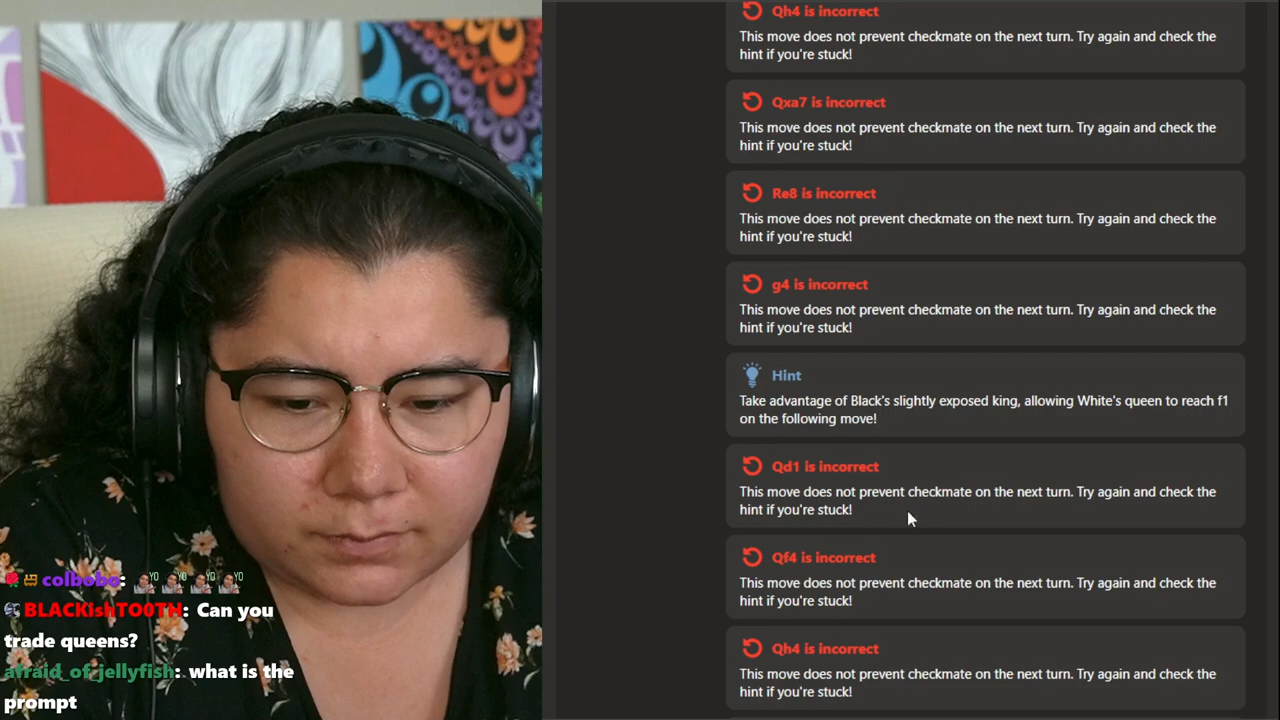 Qh4 is incorrect
This move does not prevent checkmate on the next turn. Try again and check the
hint if you're stuck!
Qxa7 is incorrect
This move does not prevent checkmate on the next turn. Try again and check the
hint if you're stuck!
Re8 is incorrect
This move does not prevent checkmate on the next turn. Try again and check the
hint if you're stuck!
g4 is incorrect
This move does not prevent checkmate on the next turn. Try again and check the
hint if you're stuck!
Hint
Take advantage of Black's slightly exposed king, allowing White's queen to reach f1
on the following move!
Qd1 is incorrect
This move does not prevent checkmate on the next turn. Try again and check the
hint if you're stuck!
Qf4 is incorrect
This move does not prevent checkmate on the next turn. Try again and check the
hint if you're stuck!
Qh4 is incorrect
This move does not prevent checkmate on the next turn. Try again and check the
hint if you're stuck!
colbobo: YO YO YO YO
BLACKIshTO0TH: Can you
trade queens?
afraid_of_jellyfish: what is the
prompt